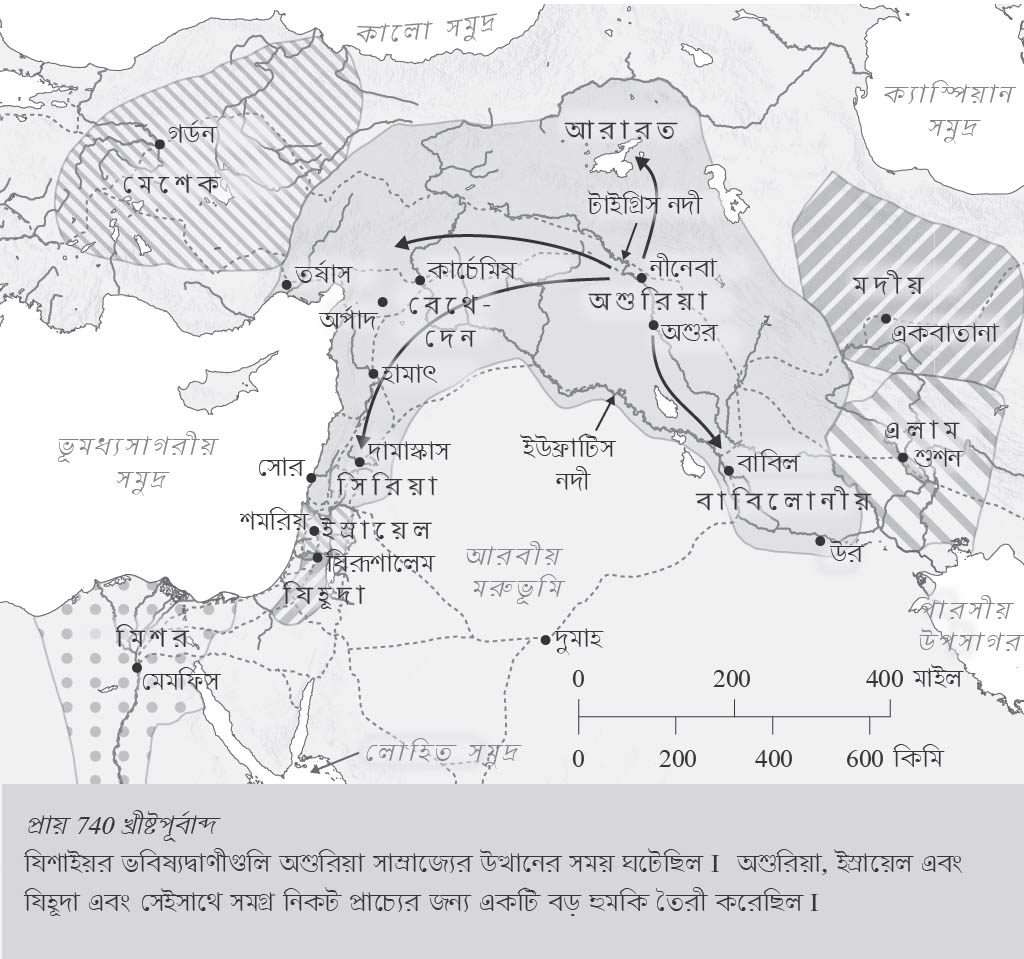 কালো সমুদ্র
ক্যাস্পিয়ান
সমুদ্র
আরারত
গর্ডন
মেশেক
টাইগ্রিস নদী
তর্ষাস
কার্চেমিষ
নীনেবা
অর্পাদ
বেথে-
দেন
অশুরিয়া
অশুর
মদীয়
একবাতানা
হামাৎ
ভূমধ্যসাগরীয়
সমুদ্র
সোর
দামাস্কাস
সিরিয়া
ইউফ্রাটিস
নদী
বাবিল
বাবিলোনীয়
এলাম
শুশন
শমরিয়
ইস্রায়েল
যিরূশালেম
যিহূদা
আরবীয়
মরুভূমি
উর
পারসীয়
উপসাগর
মিশর
মেমফিস
দুমাহ
0 200 400 মাইল
0 200 400 600 কিমি
লোহিত সমুদ্র
প্রায় 740 খ্রীষ্টপূর্বাব্দ
যিশাইয়র ভবিষ্যদ্বাণীগুলি অশুরিয়া সাম্রাজ্যের উত্থানের সময় ঘটেছিল I অশুরিয়া, ইস্রায়েল এবং
যিহূদা এবং সেইসাথে সমগ্র নিকট প্রাচ্যের জন্য একটি বড় হুমকি তৈরী করেছিল I